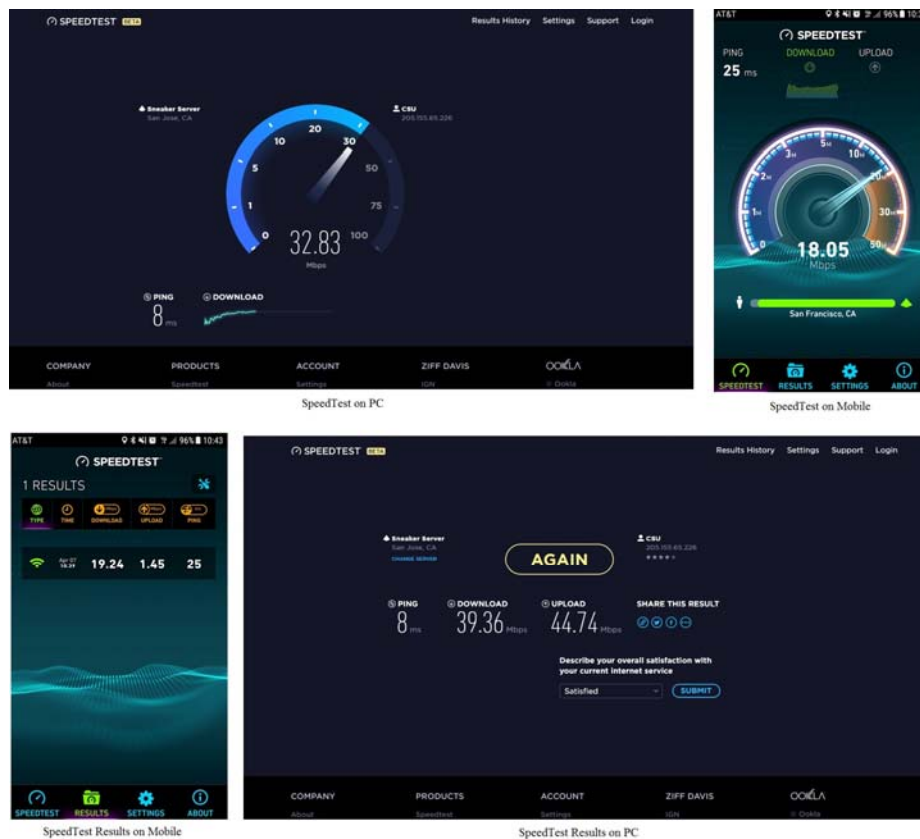 SPEEDTEST BETA
Results History Settings Support Login
Sneaker Server
San Jose, CA
CSU
205.155.65.226
0
1
5
10
20
30
50
75
100
32.83
Mbps
PING
8 ms
DOWNLOAD
COMPANY PRODUCTS ACCOUNT ZIFF DAVIS OOKLA
About Speedtest Settings IGN Ookla
SpeedTest on PC
AT&T 96% 10:
SPEEDTEST
PING DOWNLOAD UPLOAD
25 ms
0
1M
2M
3M
5M
10M
20M
30M
50M
18.05
Mbps
San Francisco, CA
SPEEDTEST RESULTS SETTINGS ABOUT
SpeedTest on Mobile
AT&T 96% 10:43
SPEEDTEST
1 RESULTS
TYPE TIME DOWNLOAD UPLOAD PING
Apr 07
19.24 1.45 25
SPEEDTEST RESULTS SETTINGS ABOUT
SpeedTest Results on Mobile
SPEEDTEST BETA
Results History Settings Support Login
Sneaker Server
San Jose, CA
CHANGE SERVER
AGAIN
CSU
205.155.65.226
PING DOWNLOAD UPLOAD SHARE THIS RESULT
8 ms 39.36 Mbps 44.74 Mbps
Describe your overall satisfaction with
your current internet service
Satisfied SUBMIT
COMPANY PRODUCTS ACCOUNT ZIFF DAVIS OOKLA
About Speedtest Settings IGN Ookla
SpeedTest Results on PC